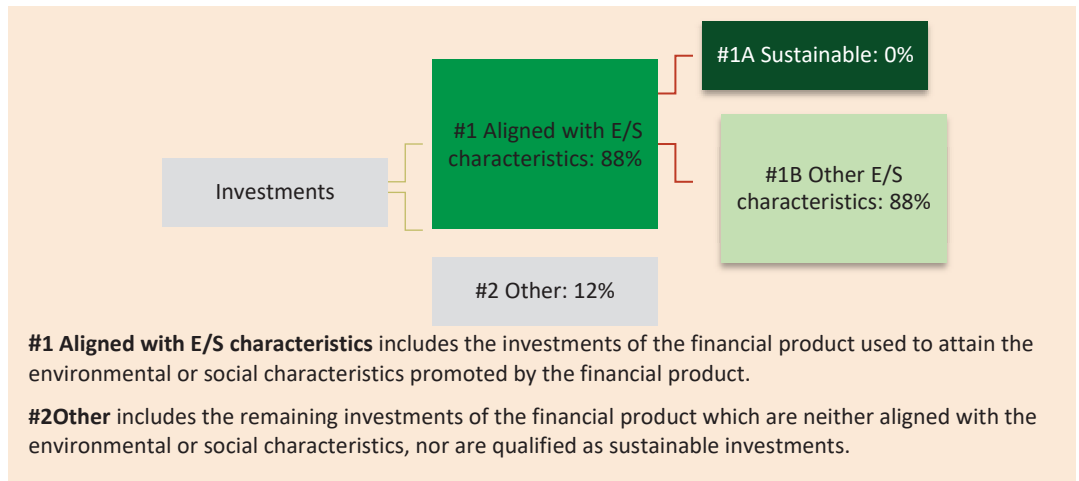 #1A Sustainable: 0%
#1 Aligned with E/S
characteristics: 88%
#1B Other E/S
characteristics: 88%
Investments
#2 Other: 12%
#1 Aligned with E/S characteristics includes the investments of the financial product used to attain the
environmental or social characteristics promoted by the financial product.
#2Other includes the remaining investments of the financial product which are neither aligned with the
environmental or social characteristics, nor are qualified as sustainable investments.